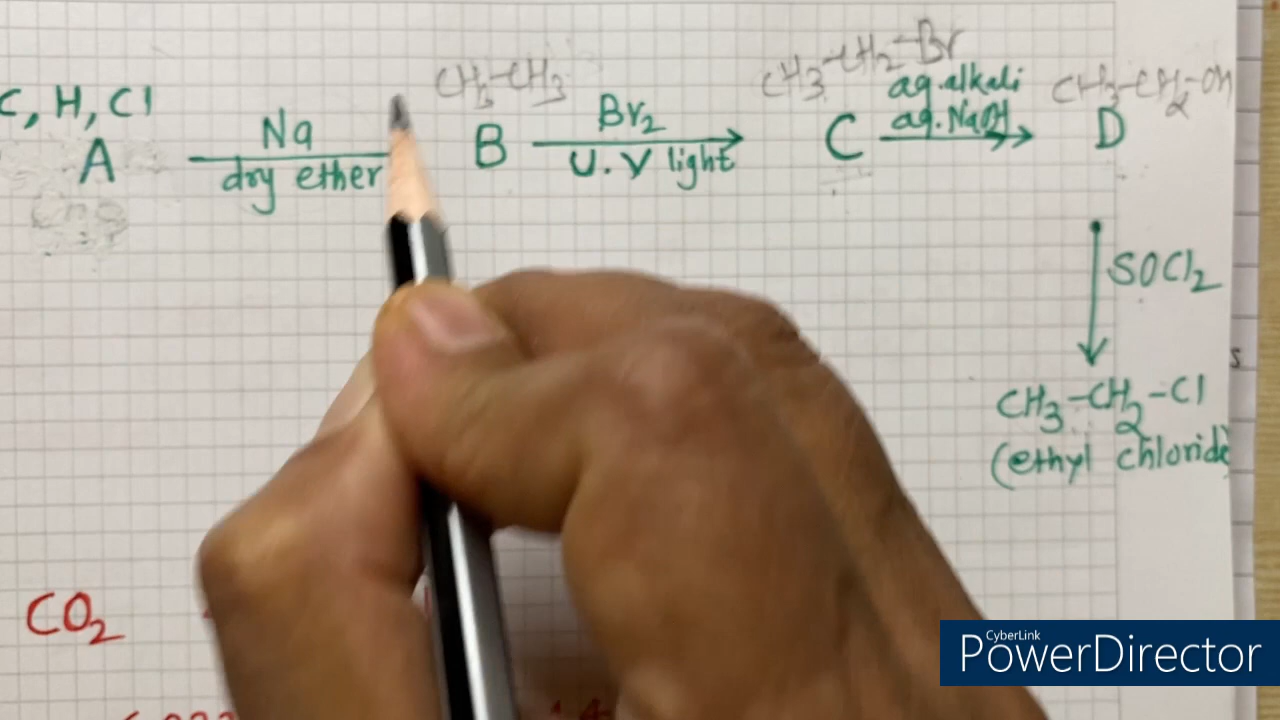 C, H, Cl
A
Na
dry ether
CH3-CH3
B
Br2
U.V light
CH3-CH2-Br
C
aq.alkali
aq.NaOH
CH3-CH2-OH
D
SOCl2
CH3-CH2-Cl
(ethyl chloride)
CO2
CyberLink
PowerDirector